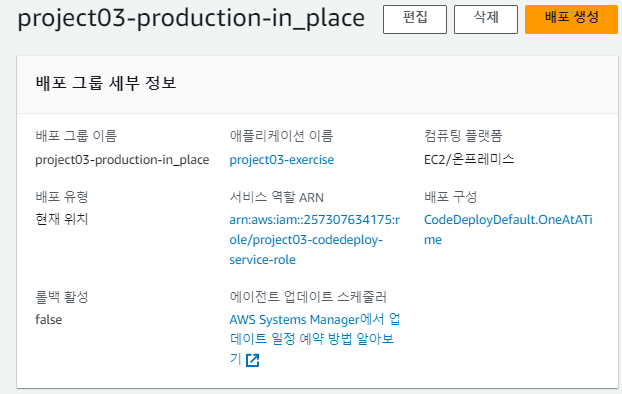 project03-production-in_place
편집
삭제
배포 생성
배포 그룹 세부 정보
배포 그룹 이름
project03-production-in_place
애플리케이션 이름
project03-exercise
컴퓨팅 플랫폼
EC2/온프레미스
배포 유형
현재 위치
서비스 역할 ARN
arn:aws:iam::257307634175:r
ole/project03-codedeploy-
service-role
배포 구성
CodeDeployDefault.OneAtATi
me
롤백 활성
false
에이전트 업데이트 스케줄러
AWS Systems Manager에서 업
데이트 일정 예약 방법 알아보
기